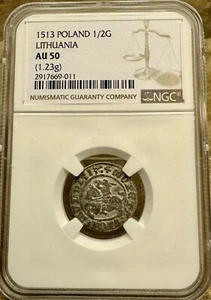 1513 POLAND 1/2G
LITHUANIA
AU 50
(1.23g)
2917669-011
NUMISMATIC GUARANTY COMPANY
NGC